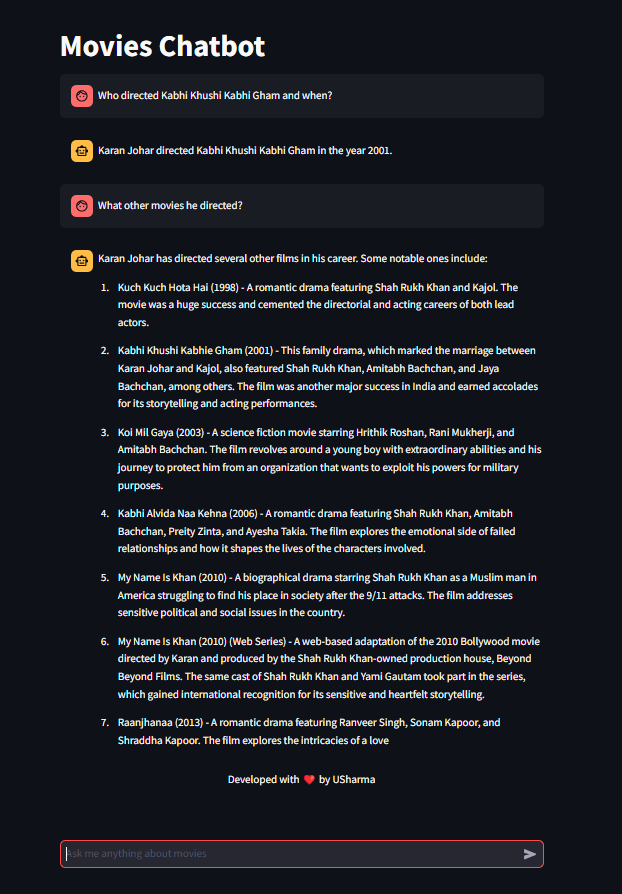 Movies Chatbot
Who directed Kabhi Khushi Kabhi Gham and when?
Karan Johar directed Kabhi Khushi Kabhi Gham in the year 2001.
What other movies he directed?
Karan Johar has directed several other films in his career. Some notable ones include:
1. Kuch Kuch Hota Hai (1998) - A romantic drama featuring Shah Rukh Khan and Kajol. The
movie was a huge success and cemented the directorial and acting careers of both lead
actors.
2. Kabhi Khushi Kabhie Gham (2001) - This family drama, which marked the marriage between
Karan Johar and Kajol, also featured Shah Rukh Khan, Amitabh Bachchan, and Jaya
Bachchan, among others. The film was another major success in India and earned accolades
for its storytelling and acting performances.
3. Koi Mil Gaya (2003) - A science fiction movie starring Hrithik Roshan, Rani Mukherji, and
Amitabh Bachchan. The film revolves around a young boy with extraordinary abilities and his
journey to protect him from an organization that wants to exploit his powers for military
purposes.
4. Kabhi Alvida Naa Kehna (2006) - A romantic drama featuring Shah Rukh Khan, Amitabh
Bachchan, Preity Zinta, and Ayesha Takia. The film explores the emotional side of failed
relationships and how it shapes the lives of the characters involved.
5. My Name Is Khan (2010) - A biographical drama starring Shah Rukh Khan as a Muslim man in
America struggling to find his place in society after the 9/11 attacks. The film addresses
sensitive political and social issues in the country.
6. My Name Is Khan (2010) (Web Series) - A web-based adaptation of the 2010 Bollywood movie
directed by Karan and produced by the Shah Rukh Khan-owned production house, Beyond
Beyond Films. The same cast of Shah Rukh Khan and Yami Gautam took part in the series,
which gained international recognition for its sensitive and heartfelt storytelling.
7. Raanjhanaa (2013) - A romantic drama featuring Ranveer Singh, Sonam Kapoor, and
Shraddha Kapoor. The film explores the intricacies of a love
Developed with ❤️ by USharma
Ask me anything about movies